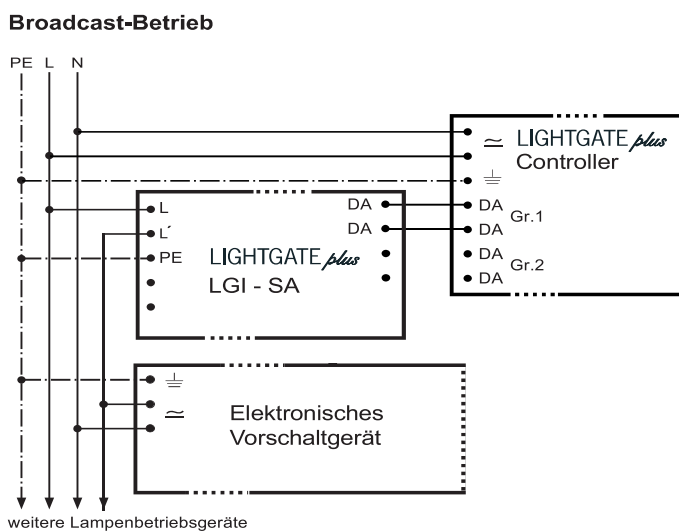 Broadcast-Betrieb
PE L N
LIGHTGATE plus
Controller
DA
DA
Gr.1
DA
DA
Gr.2
L
L´
PE
LIGHTGATE plus
LGI - SA
DA
DA
Elektronisches
Vorschaltgerät
weitere Lampenbetriebsgeräte